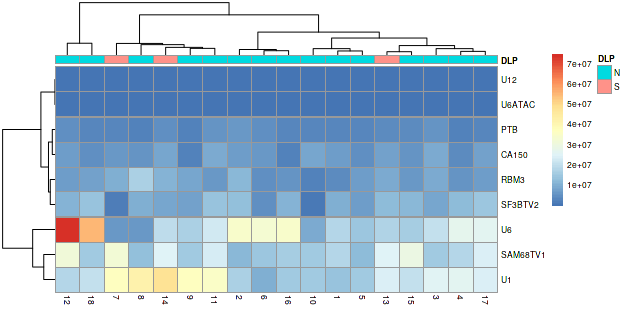 DLP
DLP
N
S
7e+07
6e+07
5e+07
4e+07
3e+07
2e+07
1e+07
U12
U6ATAC
PTB
CA150
RBM3
SF3BTV2
U6
SAM68TV1
U1
12 18 7 8 14 9 11 2 6 16 10 1 5 13 15 3 4 17